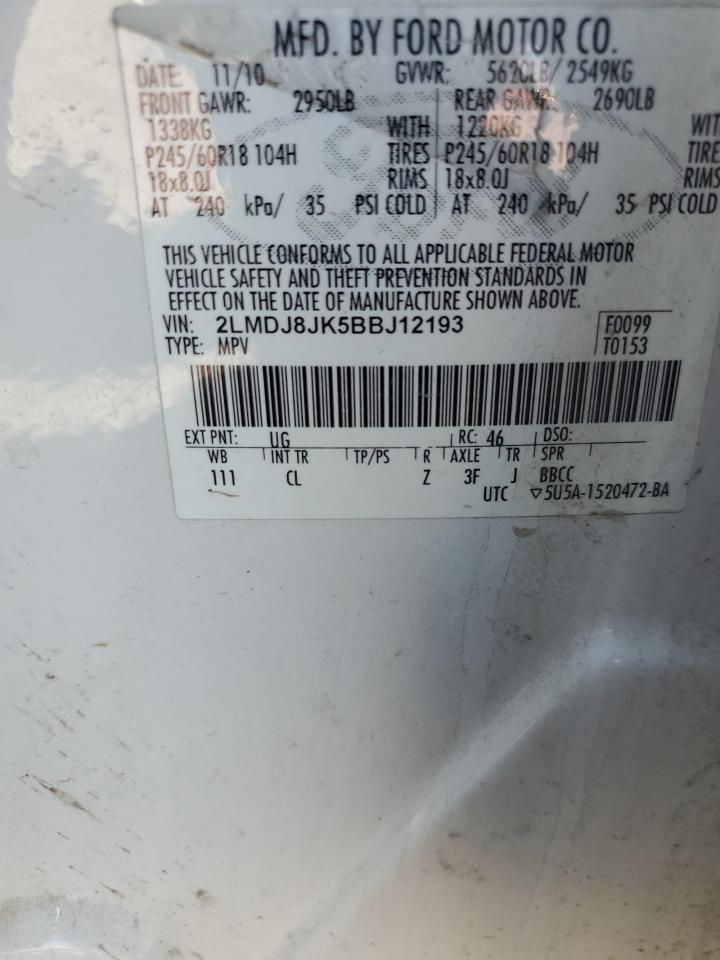 MFD. BY FORD MOTOR CO.
DATE: 11/10 GVWR: 5620LB/ 2549KG
FRONT GAWR: 2950LB REAR GAWR: 2690LB
1338KG WITH 1220KG WIT
P245/60R18 104H TIRES P245/60R18 104H TIRE
18x8.0J RIMS 18x8.0J RIMS
AT 240 kPa/ 35 PSI COLD AT 240 kPa/ 35 PSI COLD
THIS VEHICLE CONFORMS TO ALL APPLICABLE FEDERAL MOTOR
VEHICLE SAFETY AND THEFT PREVENTION STANDARDS IN
EFFECT ON THE DATE OF MANUFACTURE SHOWN ABOVE.
VIN: 2LMDJ8JK5BBJ12193 F0099
TYPE: MPV T0153
EXT PNT: UG RC: 46 DSO:
WB INT TR TP/PS R AXLE TR SPR
111 CL Z 3F J BBCC
UTC ▽5U5A-1520472-BA